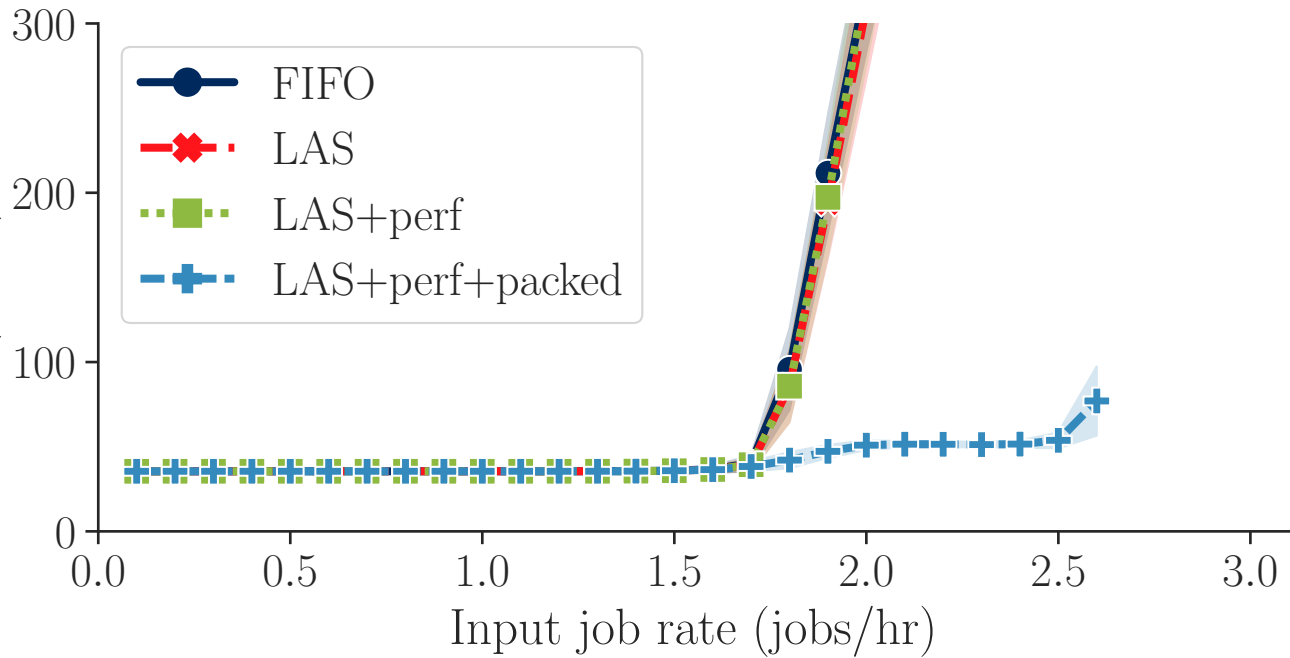 300
200
100
0
FIFO
LAS
LAS+perf
LAS+perf+packed
0.0 0.5 1.0 1.5 2.0 2.5 3.0
Input job rate (jobs/hr)